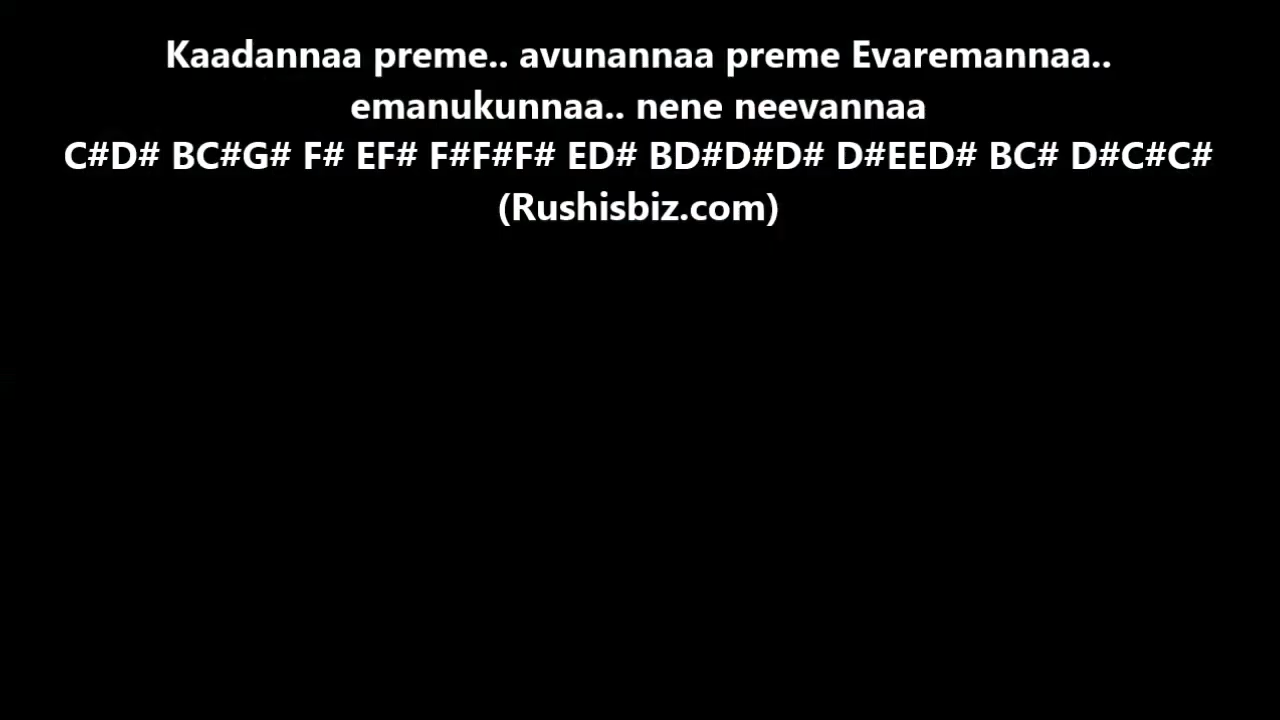 Kaadannaa preme.. avunannaa preme Evaremannaa..
emanukunnaa.. nene neevannaa
C#D# BC#G# F# EF# F#F#F# ED# BD#D#D# D#EED# BC# D#C#C#
(Rushisbiz.com)